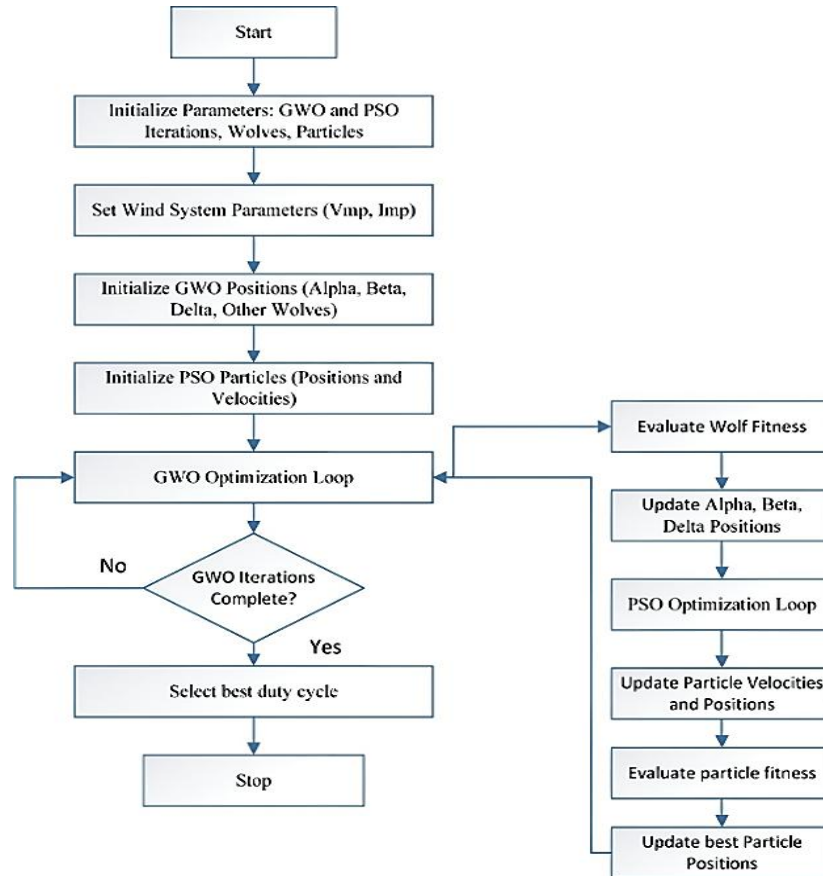 Start
Initialize Parameters: GWO and PSO
Iterations, Wolves, Particles
Set Wind System Parameters (Vmp, Imp)
Initialize GWO Positions (Alpha, Beta,
Delta, Other Wolves)
Initialize PSO Particles (Positions and
Velocities)
GWO Optimization Loop
No
GWO Iterations
Complete?
Yes
Select best duty cycle
Stop
Evaluate Wolf Fitness
Update Alpha, Beta,
Delta Positions
PSO Optimization Loop
Update Particle Velocities
and Positions
Evaluate particle fitness
Update best Particle
Positions